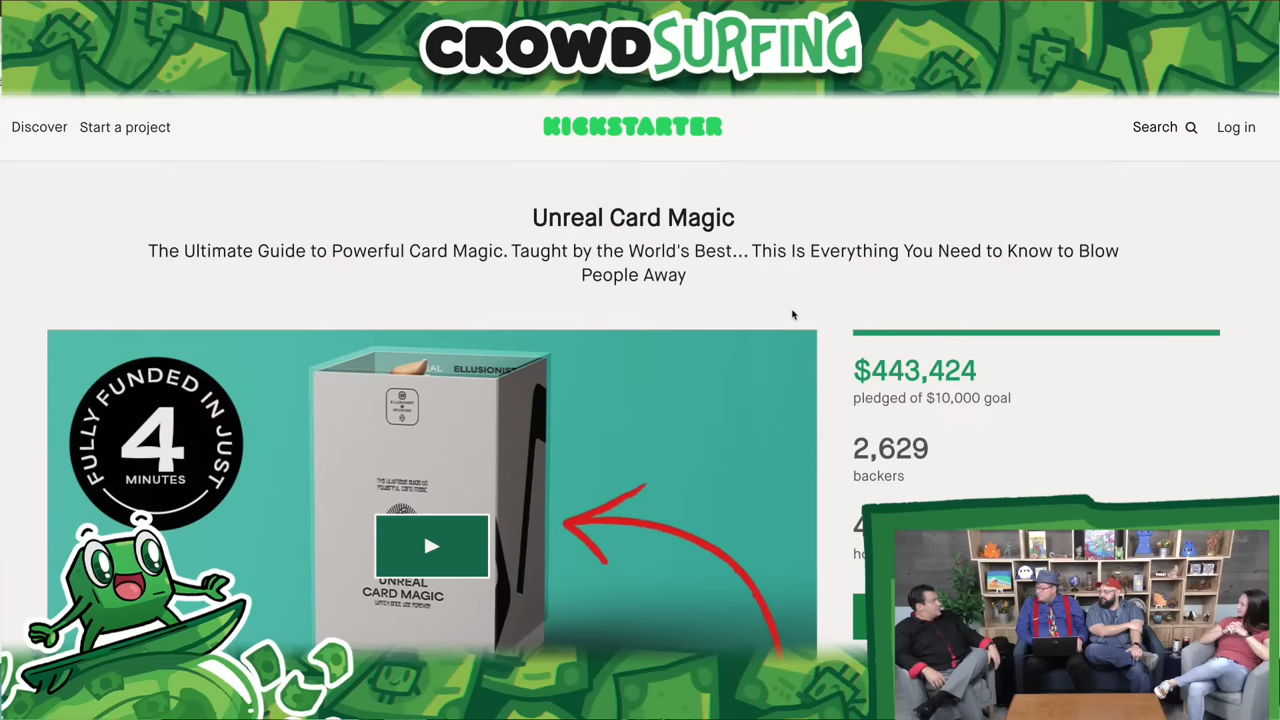 CROWDSURFING
Discover Start a project KICKSTARTER Search Log in
Unreal Card Magic
The Ultimate Guide to Powerful Card Magic. Taught by the World's Best... This Is Everything You Need to Know to Blow
People Away
FULLY FUNDED IN JUST
4
MINUTES
ELLUSIONIST
THE ULTIMATE GUIDE TO
POWERFUL CARD MAGIC
UNREAL
CARD MAGIC
WATCH ONCE. USE FOREVER
$443,424
pledged of $10,000 goal
2,629
backers